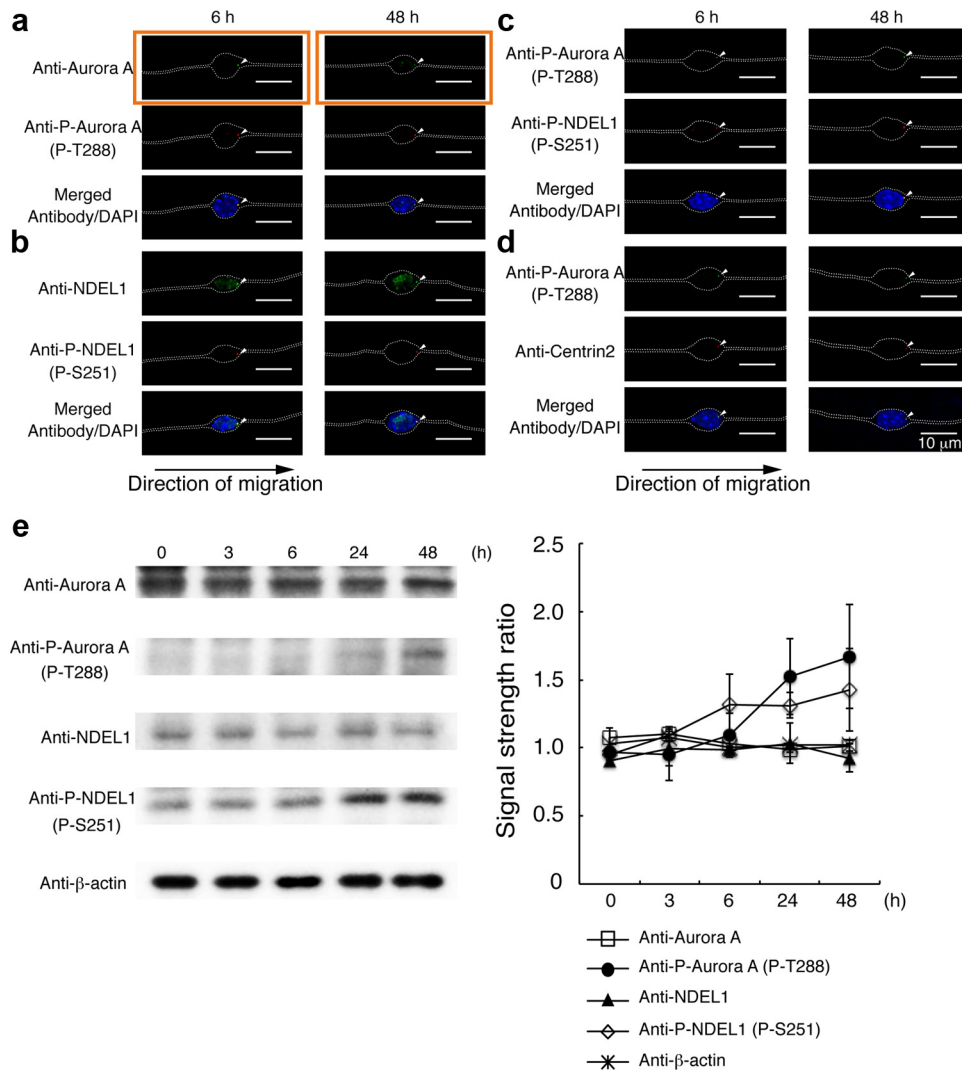 a
6 h
48 h
Anti-Aurora A
Anti-P-Aurora A
(P-T288)
Merged
Antibody/DAPI
b
Anti-NDEL1
Anti-P-NDEL1
(P-S251)
Merged
Antibody/DAPI
Direction of migration
c
6 h
48 h
Anti-P-Aurora A
(P-T288)
Anti-P-NDEL1
(P-S251)
Merged
Antibody/DAPI
d
Anti-P-Aurora A
(P-T288)
Anti-Centrin2
Merged
Antibody/DAPI
10 μm
Direction of migration
e
0 3 6 24 48 (h)
Anti-Aurora A
Anti-P-Aurora A
(P-T288)
Anti-NDEL1
Anti-P-NDEL1
(P-S251)
Anti-β-actin
Signal strength ratio
2.5
2.0
1.5
1.0
0.5
0
0 3 6 24 48 (h)
Anti-Aurora A
Anti-P-Aurora A (P-T288)
Anti-NDEL1
Anti-P-NDEL1 (P-S251)
Anti-β-actin